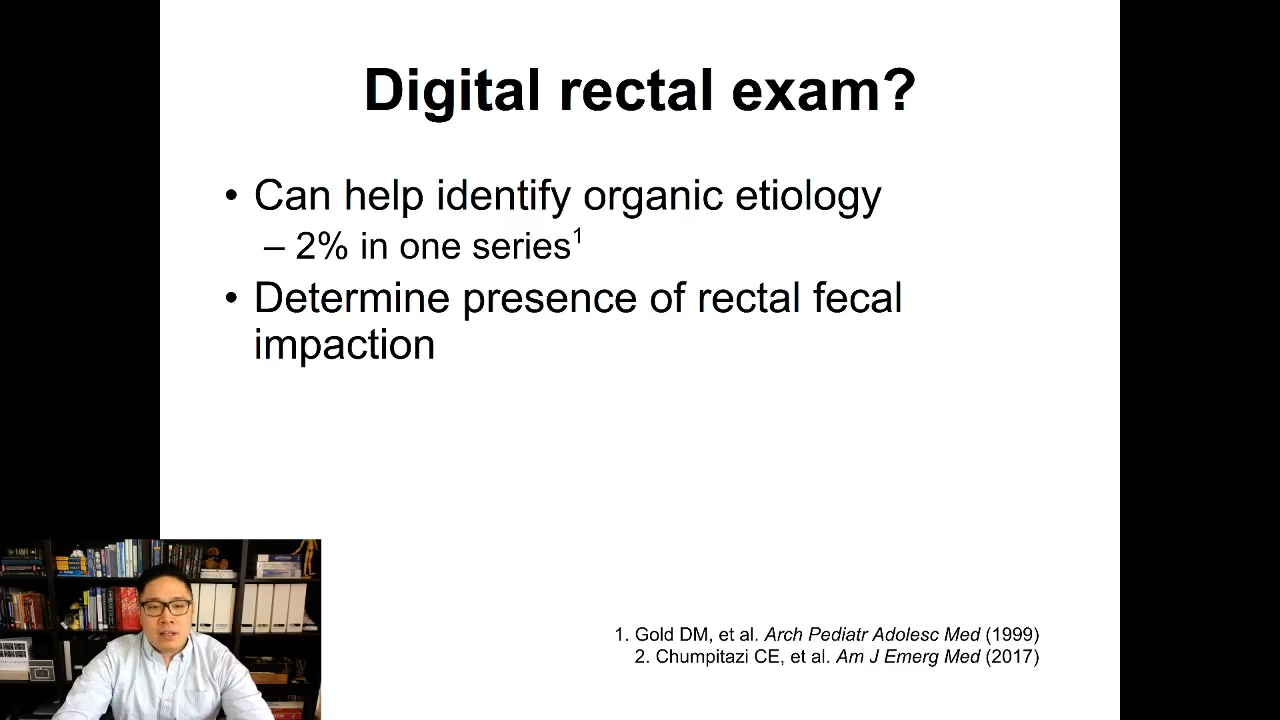 Digital rectal exam?
• Can help identify organic etiology
– 2% in one series¹
• Determine presence of rectal fecal
impaction
1. Gold DM, et al. Arch Pediatr Adolesc Med (1999)
2. Chumpitazi CE, et al. Am J Emerg Med (2017)